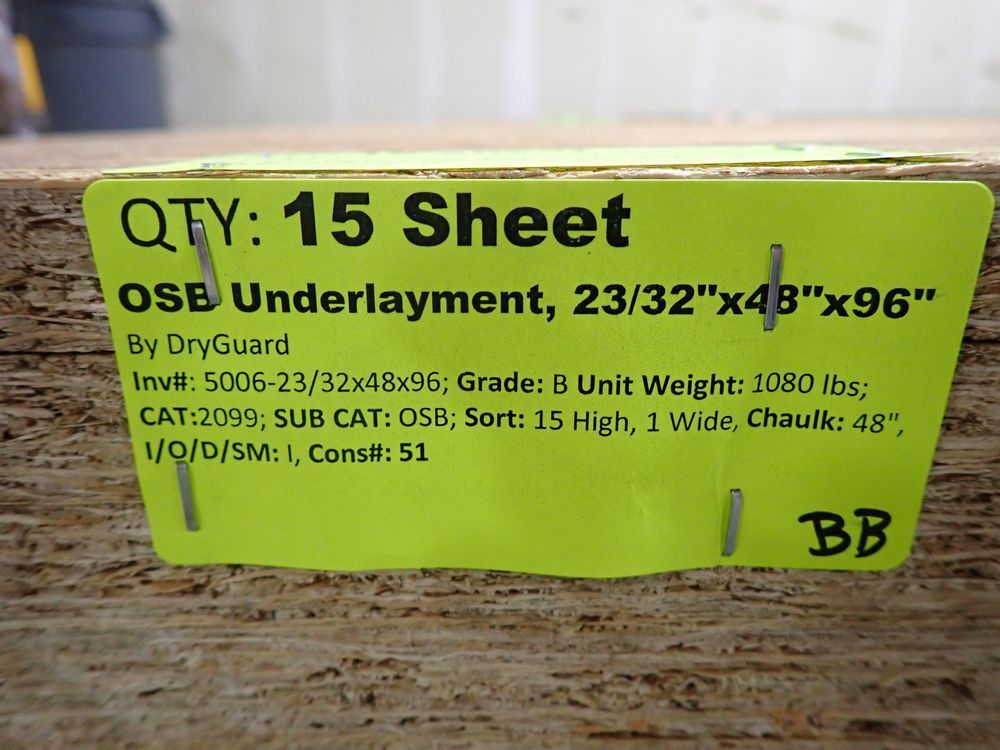 QTY: 15 Sheet
OSB Underlayment, 23/32"x48"x96"
By DryGuard
Inv#: 5006-23/32x48x96; Grade: B Unit Weight: 1080 lbs;
CAT:2099; SUB CAT: OSB; Sort: 15 High, 1 Wide, Chaulk: 48",
I/O/D/SM: I, Cons#: 51
BB